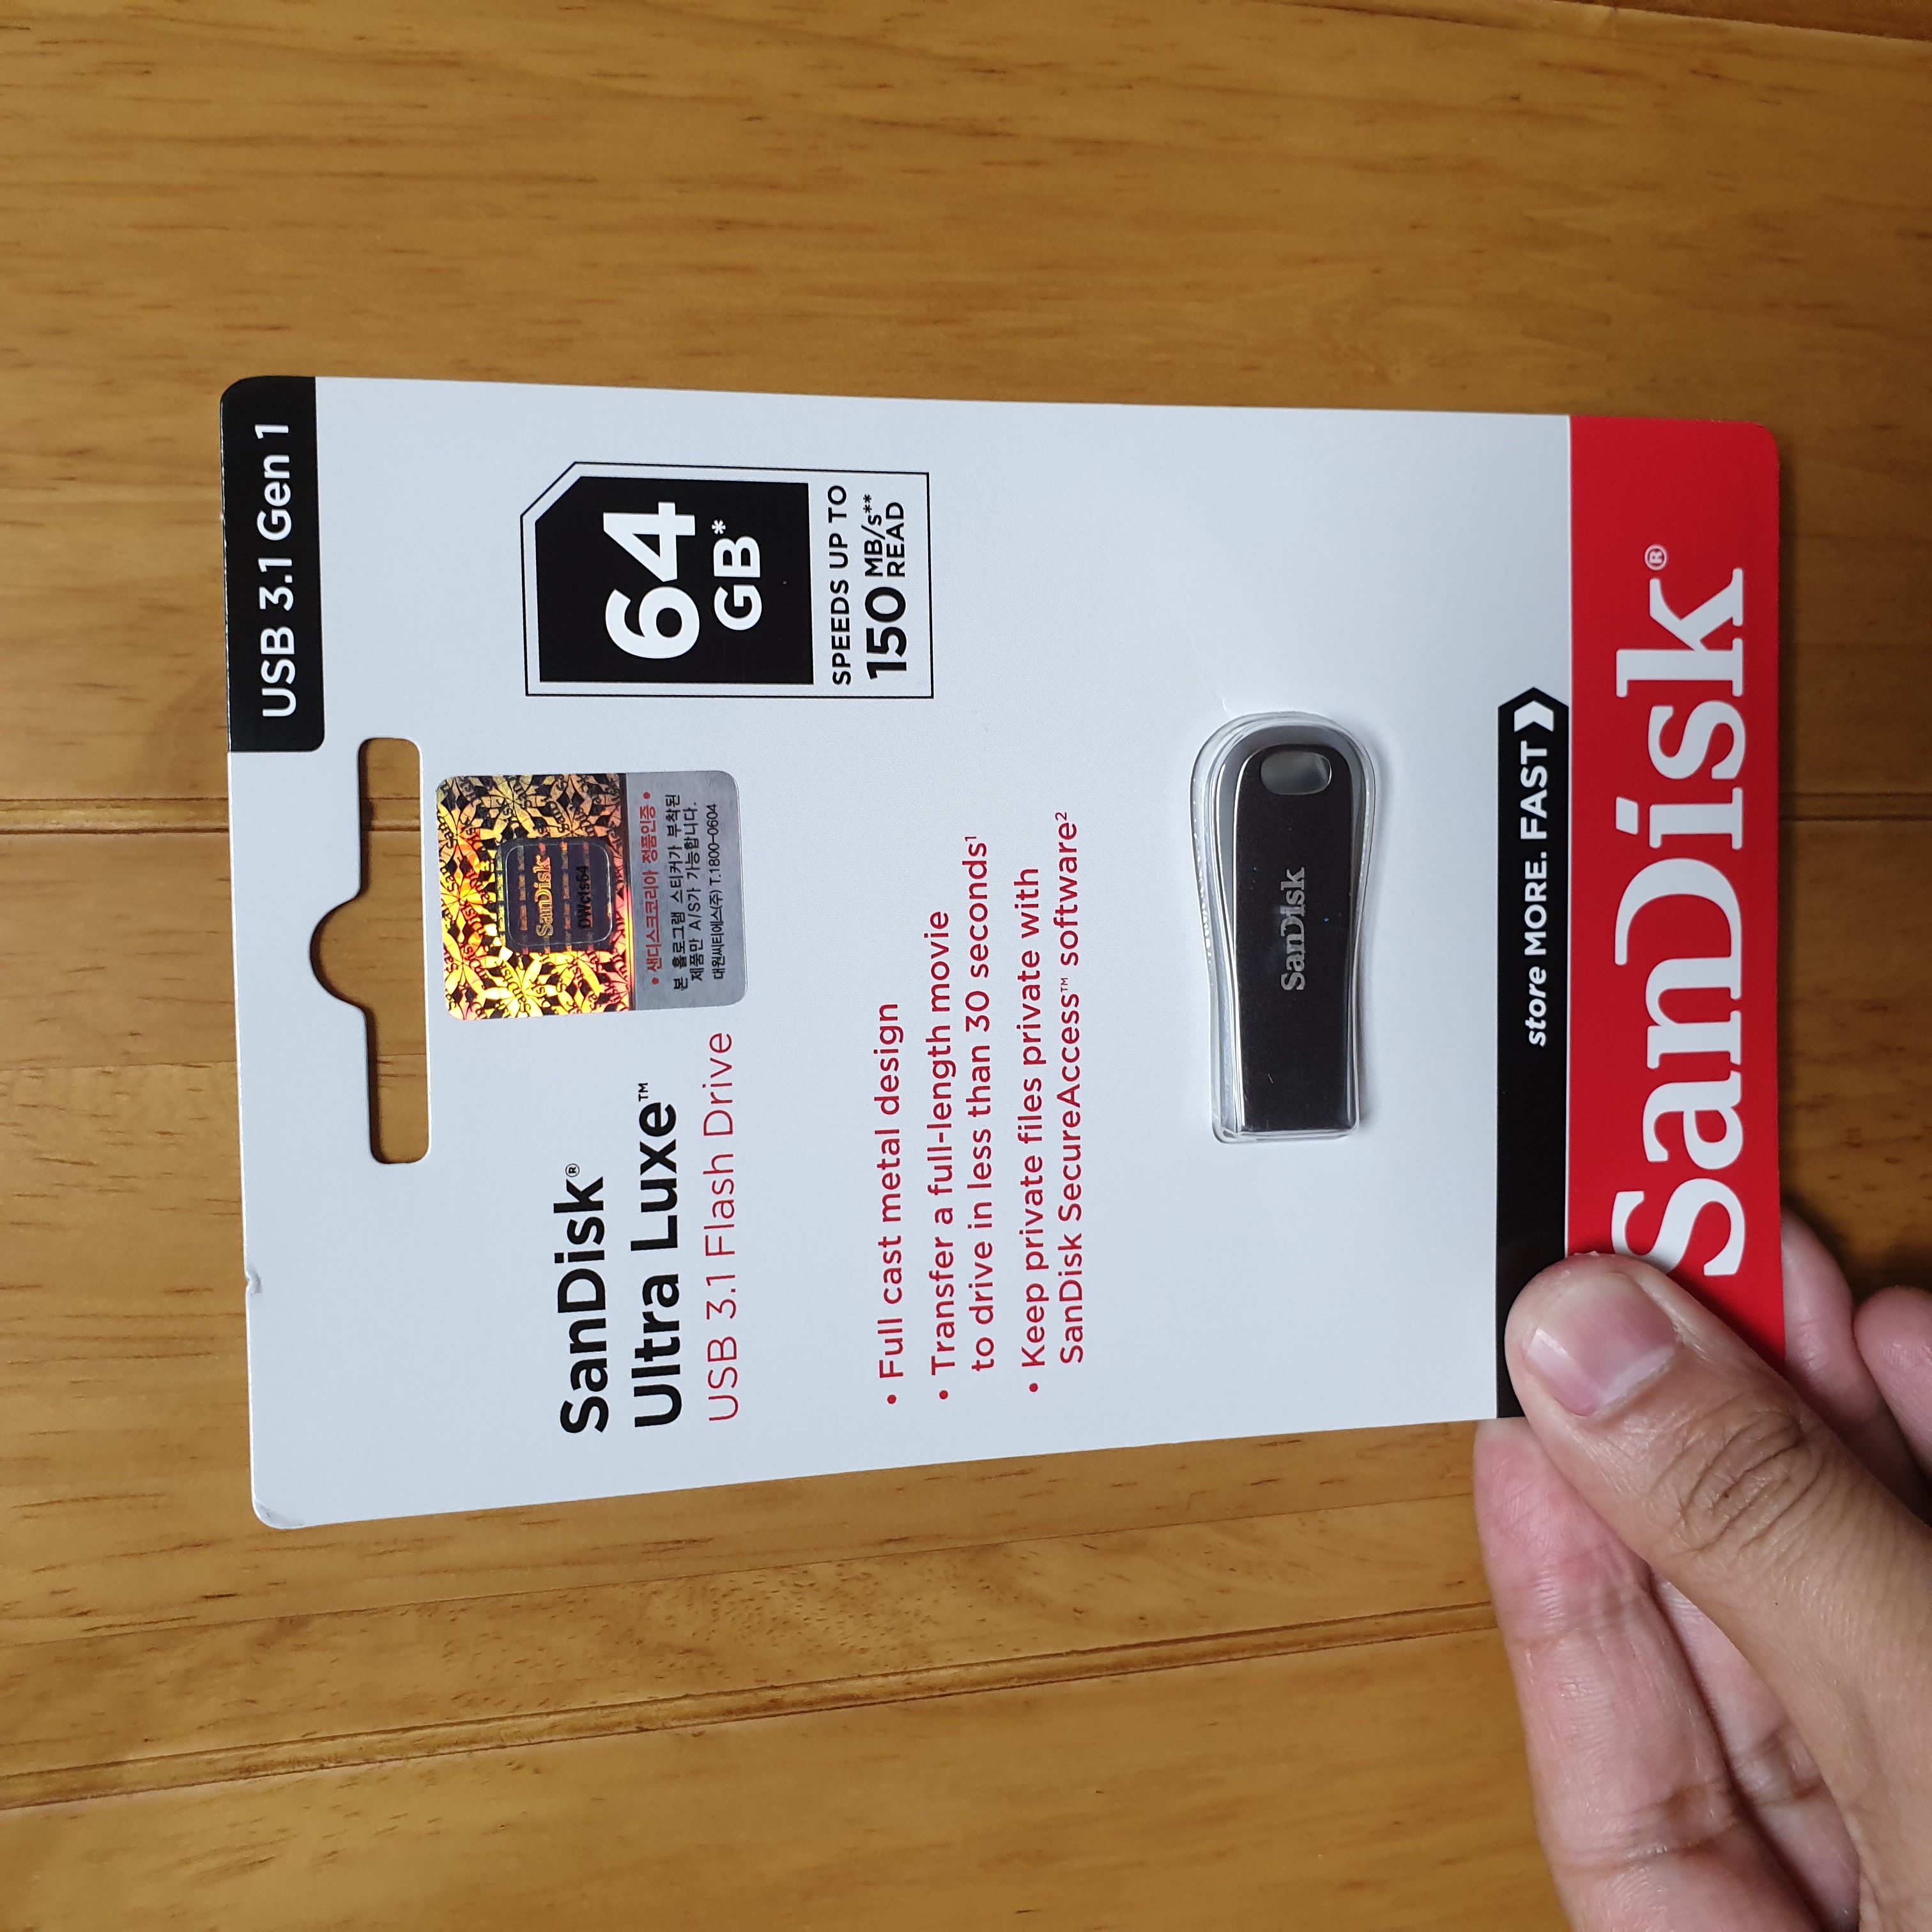 USB 3.1 Gen 1
SanDisk
DWcts64
• 샌디스크코리아 정품인증 •
본 홀로그램 스티커가 부착된
제품만 A/S가 가능합니다.
대원씨티에스(주) T.1800-0604
SanDisk®
Ultra Luxe™
USB 3.1 Flash Drive
64
GB*
SPEEDS UP TO
150 MB/s**
READ
• Full cast metal design
• Transfer a full-length movie
to drive in less than 30 seconds¹
• Keep private files private with
SanDisk SecureAccess™ software²
SanDisk
store MORE. FAST
SanDisk®